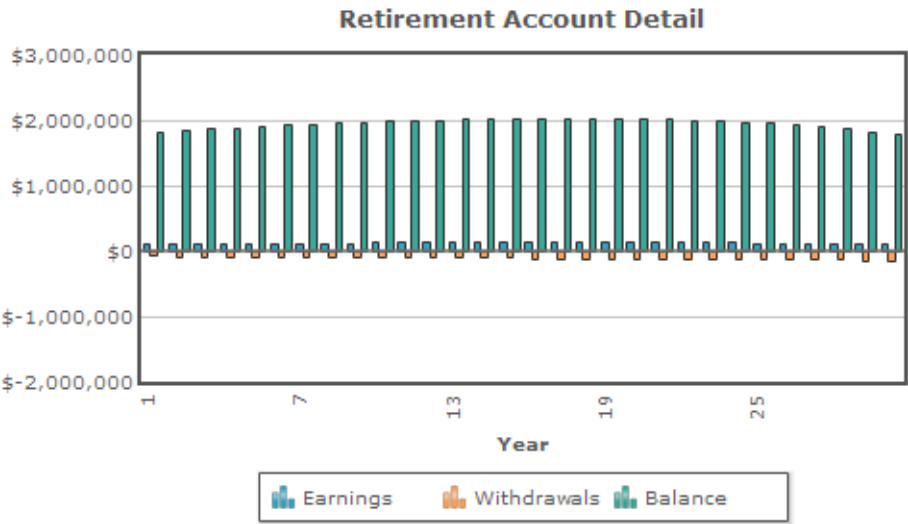 Retirement Account Detail
$3,000,000
$2,000,000
$1,000,000
$0
$-1,000,000
$-2,000,000
1 7 13 19 25
Year
Earnings Withdrawals Balance